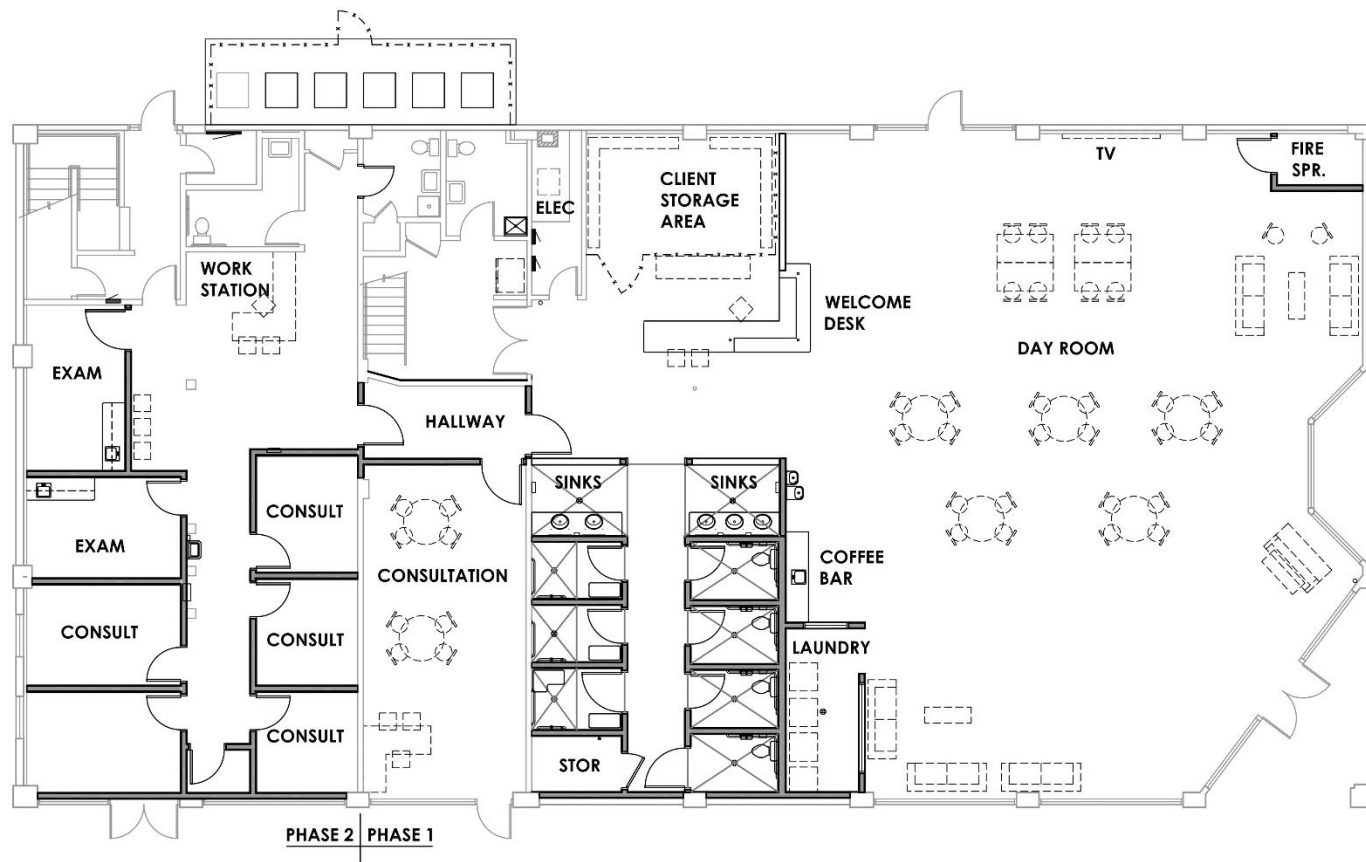 TV
FIRE
SPR.
CLIENT
STORAGE
AREA
ELEC
WORK
STATION
WELCOME
DESK
DAY ROOM
EXAM
HALLWAY
SINKS
SINKS
CONSULT
EXAM
CONSULTATION
COFFEE
BAR
CONSULT
CONSULT
LAUNDRY
CONSULT
STOR
PHASE 2
PHASE 1